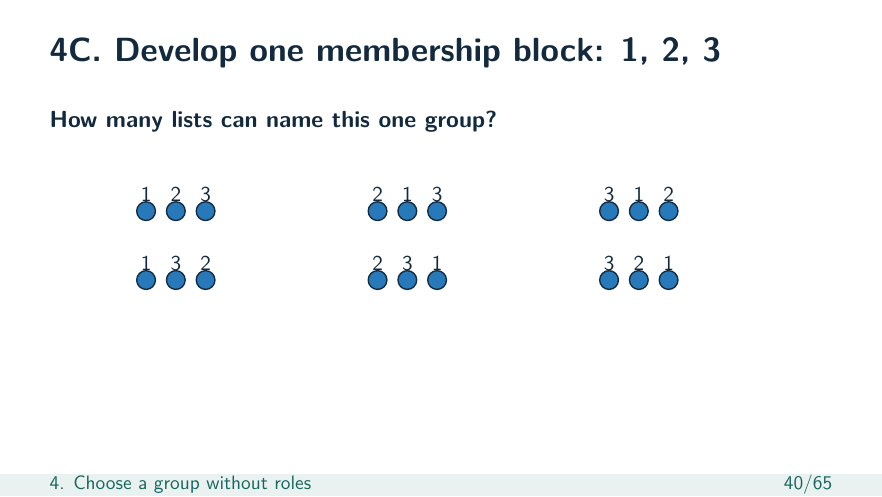 4C. Develop one membership block: 1, 2, 3
How many lists can name this one group?
1 2 3 2 1 3 3 1 2
1 3 2 2 3 1 3 2 1
4. Choose a group without roles 40/65